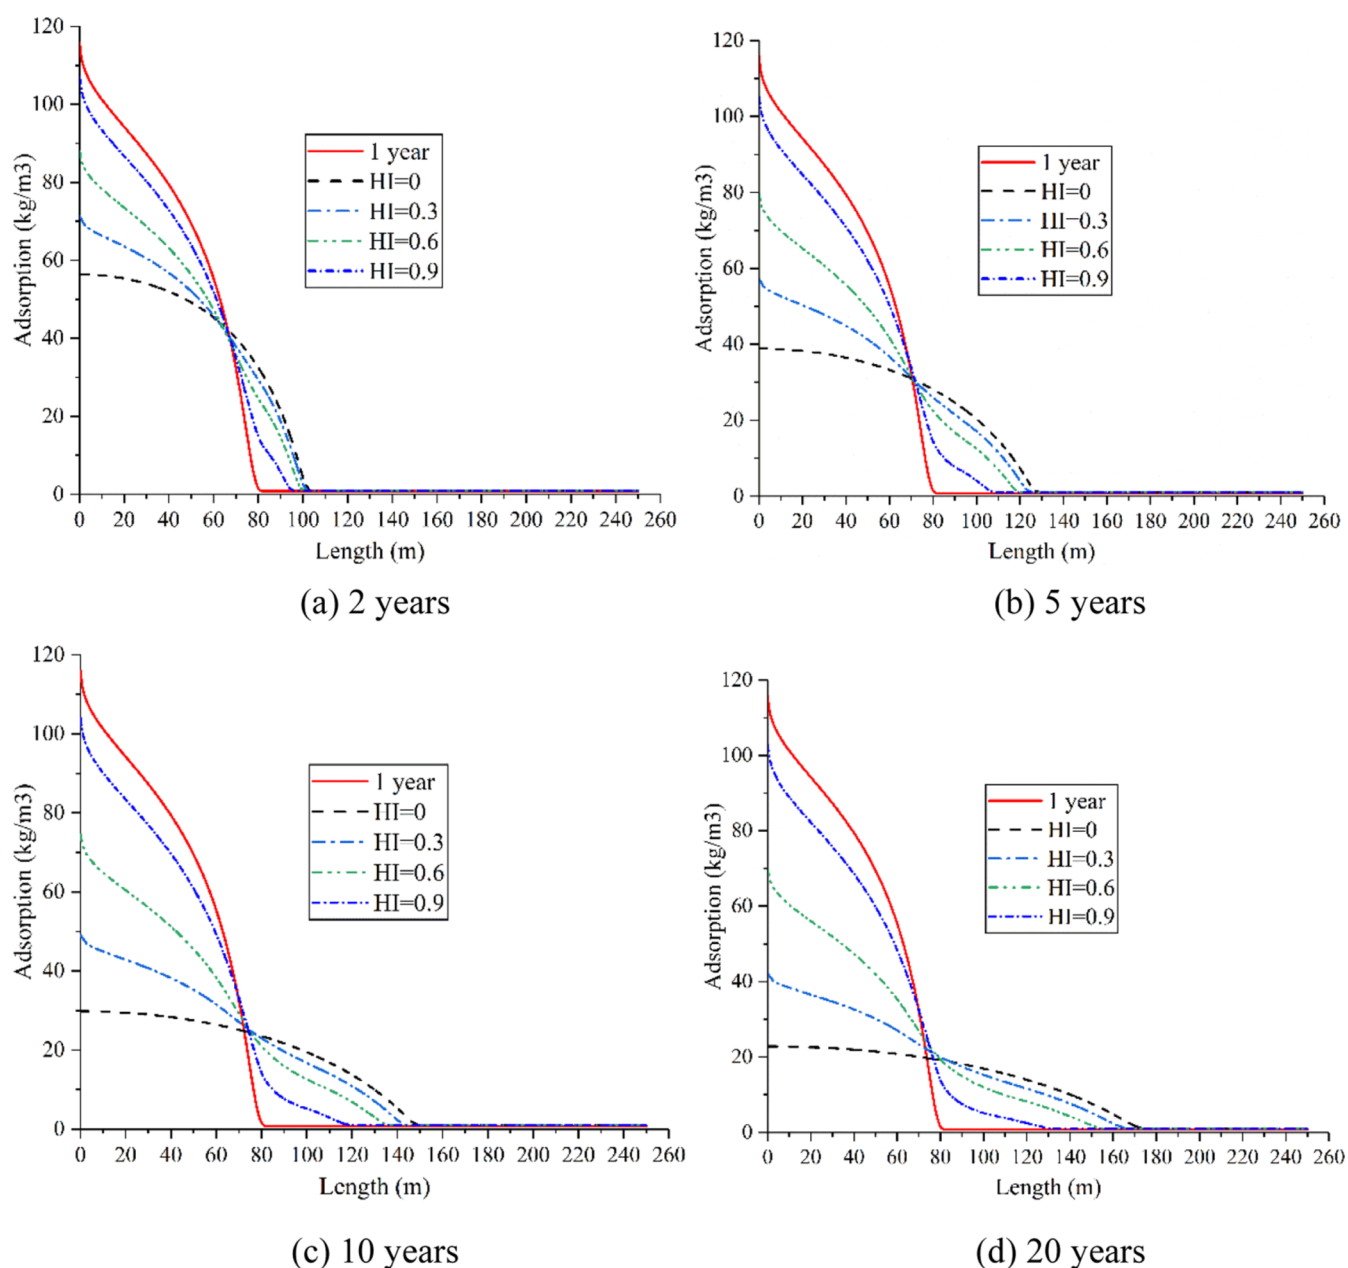 120
100
80
60
40
20
0
Adsorption (kg/m3)
1 year
HI=0
HI=0.3
HI=0.6
HI=0.9
0 20 40 60 80 100 120 140 160 180 200 220 240 260
Length (m)
(a) 2 years
120
100
80
60
40
20
0
Adsorption (kg/m3)
1 year
HI=0
HI=0.3
HI=0.6
HI=0.9
0 20 40 60 80 100 120 140 160 180 200 220 240 260
Length (m)
(b) 5 years
120
100
80
60
40
20
0
Adsorption (kg/m3)
1 year
HI=0
HI=0.3
HI=0.6
HI=0.9
0 20 40 60 80 100 120 140 160 180 200 220 240 260
Length (m)
(c) 10 years
120
100
80
60
40
20
0
Adsorption (kg/m3)
1 year
HI=0
HI=0.3
HI=0.6
HI=0.9
0 20 40 60 80 100 120 140 160 180 200 220 240 260
Length (m)
(d) 20 years